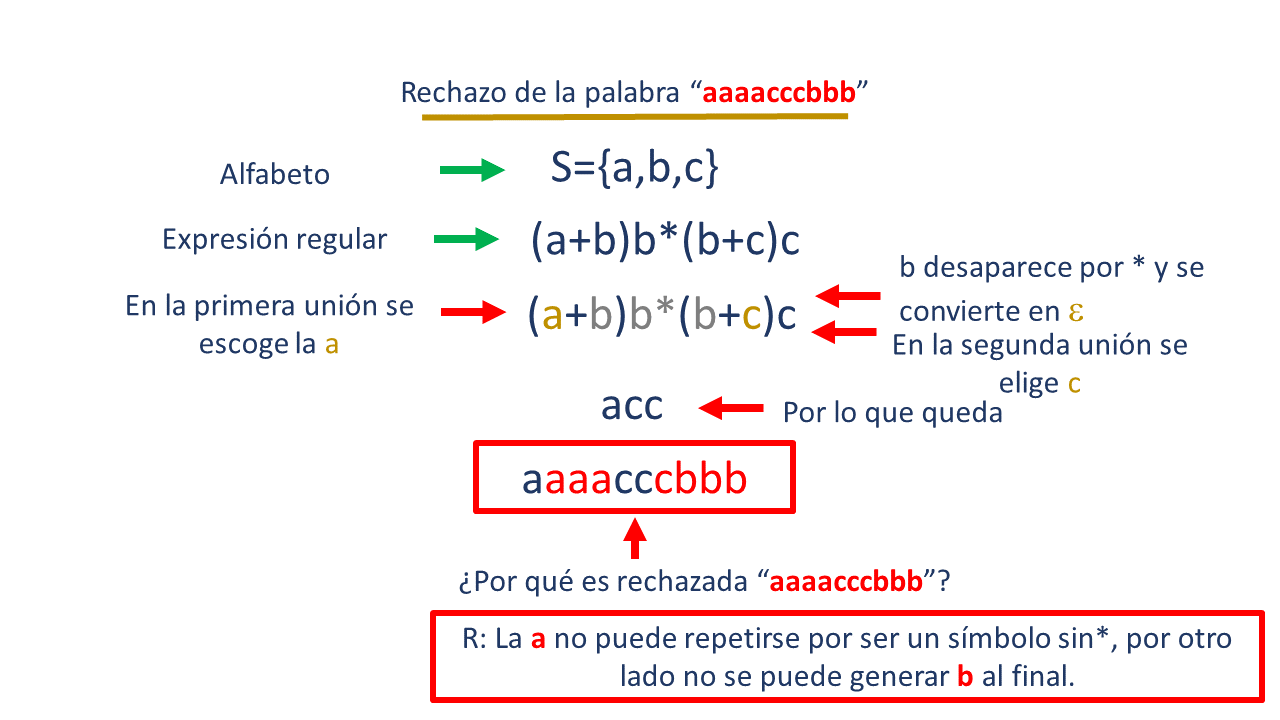 Rechazo de la palabra “aaaacccbbb”
Alfabeto
S={a,b,c}
Expresión regular
(a+b)b*(b+c)c
b desaparece por * y se
convierte en ε
En la primera unión se
escoge la a
(a+b)b*(b+c)c
En la segunda unión se
elige c
acc
Por lo que queda
aaaacccbbb
¿Por qué es rechazada “aaaacccbbb”?
R: La a no puede repetirse por ser un símbolo sin*, por otro
lado no se puede generar b al final.